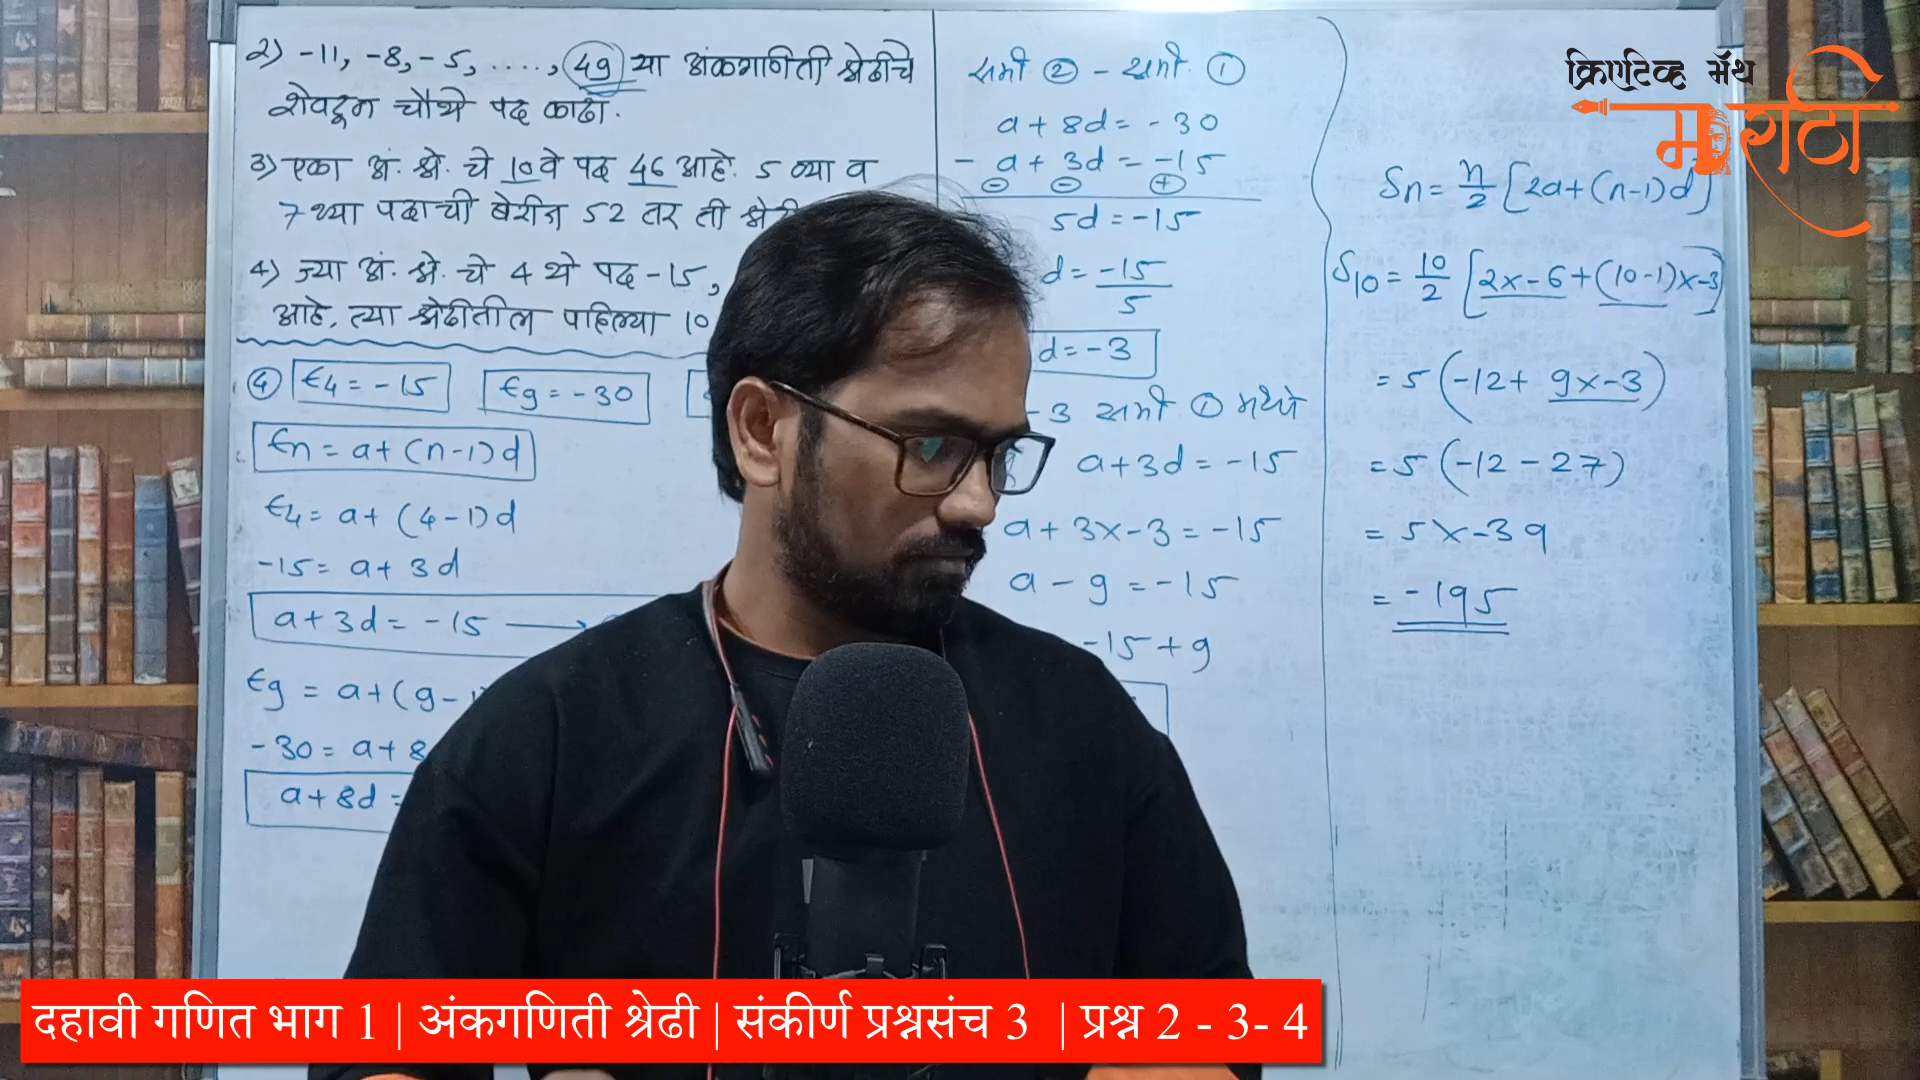 2) -11, -8, -5, ...., 49 या अंकगणिती श्रेढीचे
शेवटून चौथे पद काढा.
3) एका अं. श्रे. चे 10 वे पद 46 आहे. 5 व्या व
7 व्या पदाची बेरीज 52 तर ती श्रेढी
4) ज्या अं. श्रे. चे 4 थे पद -15,
आहे, त्या श्रेढीतील पहिल्या 10
④ t4 = -15 t9 = -30
tn = a + (n-1)d
t4 = a + (4-1)d
-15 = a + 3d
a + 3d = -15 →
t9 = a + (9-1
-30 = a + 8
a + 8d =
समी ② - समी. ①
a + 8d = -30
- a + 3d = -15
⊖ ⊖ ⊕
5d = -15
d = -15/5
d = -3
-3 समी ① मध्ये
a + 3d = -15
a + 3x-3 = -15
a - 9 = -15
-15 + 9
Sn = n/2 [2a + (n-1)d]
S10 = 10/2 [2x-6 + (10-1)x-3]
= 5 (-12 + 9x-3)
= 5 (-12 - 27)
= 5 x -39
= -195
क्रिएटिव्ह मॅथ
मराठी
दहावी गणित भाग 1 | अंकगणिती श्रेढी | संकीर्ण प्रश्नसंच 3 | प्रश्न 2 - 3- 4